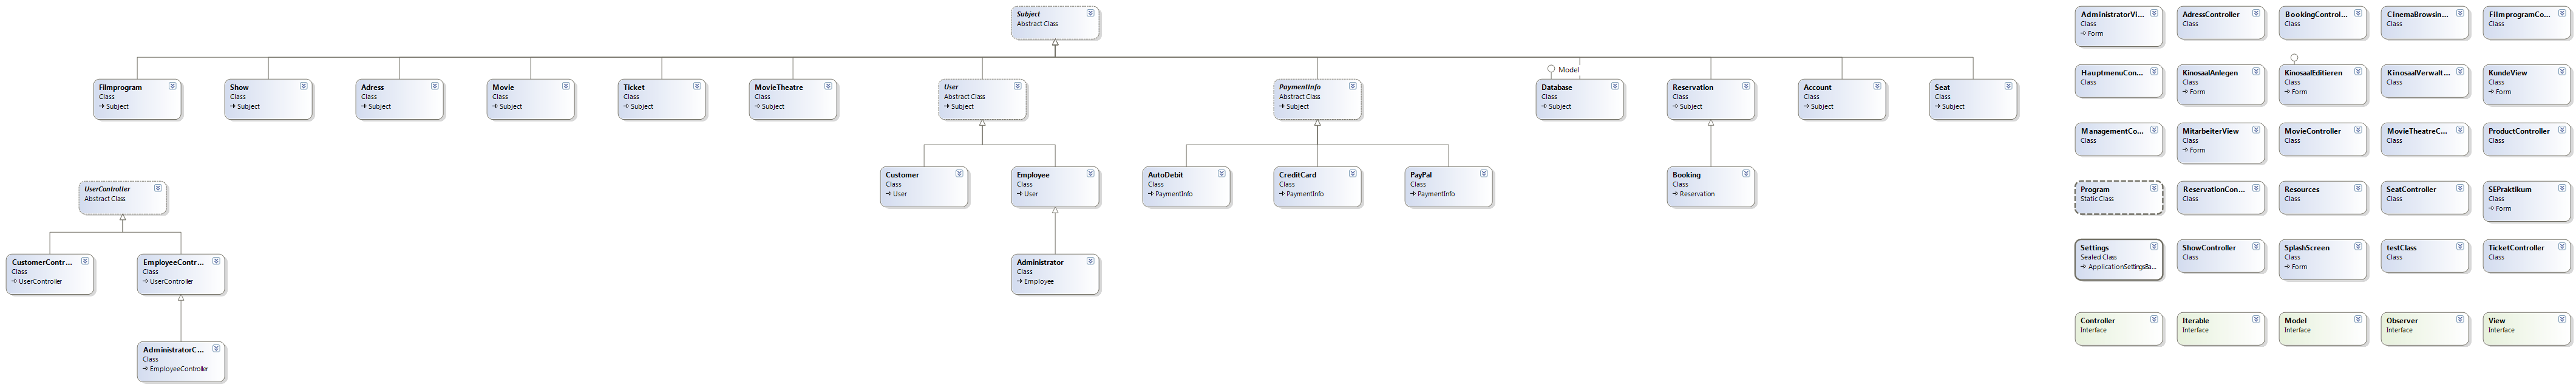 Subject
Abstract Class
Filmprogram
Class
Subject
Show
Class
Subject
Adress
Class
Subject
Movie
Class
Subject
Ticket
Class
Subject
MovieTheatre
Class
Subject
User
Abstract Class
Subject
PaymentInfo
Abstract Class
Subject
Model
Database
Class
Subject
Reservation
Class
Subject
Account
Class
Subject
Seat
Class
Subject
Customer
Class
User
Employee
Class
User
AutoDebit
Class
PaymentInfo
CreditCard
Class
PaymentInfo
PayPal
Class
PaymentInfo
Booking
Class
Reservation
Administrator
Class
Employee
UserController
Abstract Class
CustomerContr...
Class
UserController
EmployeeContr...
Class
UserController
AdministratorC...
Class
EmployeeController
AdministratorVi...
Class
Form
AdressController
Class
BookingControl...
Class
CinemaBrowsin...
Class
FilmprogramCo...
Class
HauptmenuCon...
Class
KinosaalAnlegen
Class
Form
KinosaalEditieren
Class
Form
KinosaalVerwalt...
Class
KundeView
Class
Form
ManagementCo...
Class
MitarbeiterView
Class
Form
MovieController
Class
MovieTheatreC...
Class
ProductController
Class
Program
Static Class
ReservationCon...
Class
Resources
Class
SeatController
Class
SEPraktikum
Class
Form
Settings
Sealed Class
ApplicationSettingsBa...
ShowController
Class
SplashScreen
Class
Form
testClass
Class
TicketController
Class
Controller
Interface
Iterable
Interface
Model
Interface
Observer
Interface
View
Interface